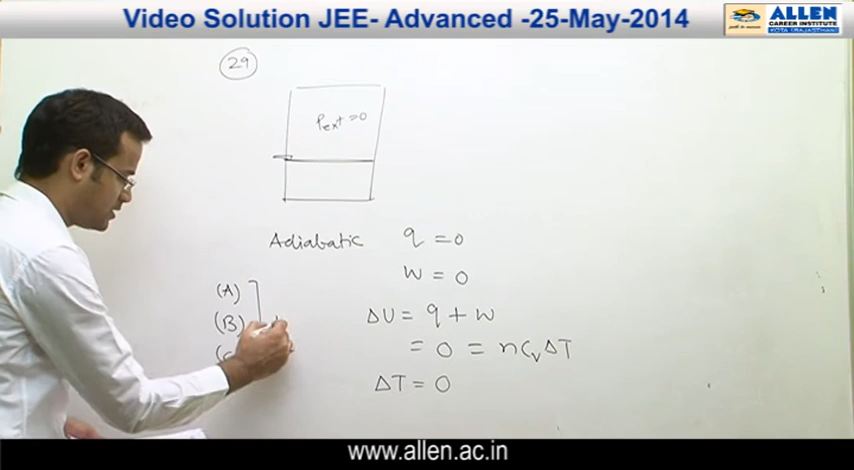 Video Solution JEE- Advanced -25-May-2014
ALLEN
CAREER INSTITUTE
KOTA (RAJASTHAN)
29
Pext = 0
Adiabatic q = 0
W = 0
(A)
(B)
(C
ΔU = q + W
= 0 = nCvΔT
ΔT = 0
www.allen.ac.in